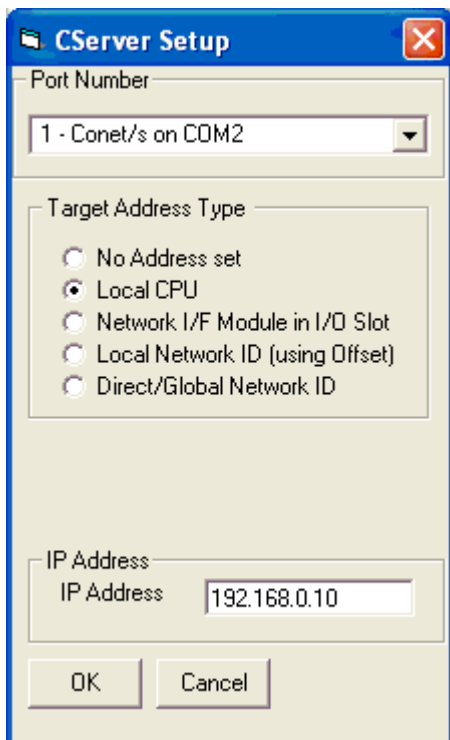 CServer Setup
Port Number
1 - Conet/s on COM2
Target Address Type
No Address set
Local CPU
Network I/F Module in I/O Slot
Local Network ID (using Offset)
Direct/Global Network ID
IP Address
IP Address 192.168.0.10
OK Cancel